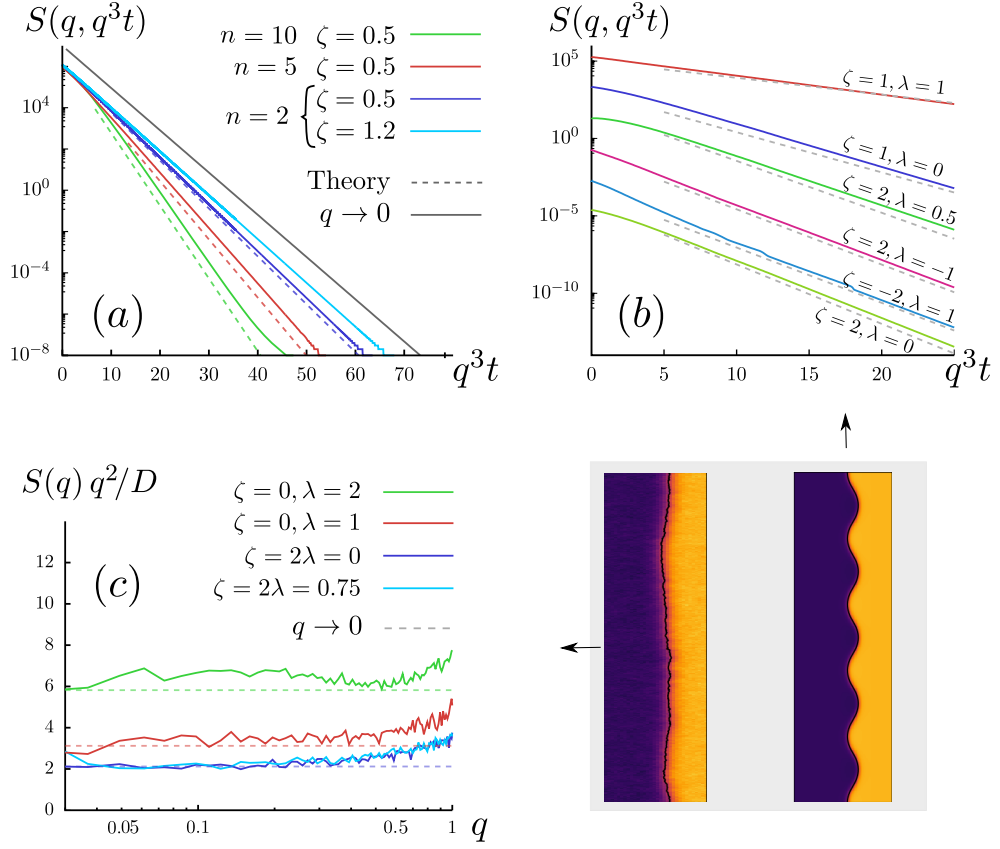 S(q, q³t)
n = 10 ζ = 0.5
n = 5 ζ = 0.5
n = 2 { ζ = 0.5
ζ = 1.2
Theory
q → 0
10⁴
10⁰
10⁻⁴
10⁻⁸
(a)
0 10 20 30 40 50 60 70
q³t
S(q, q³t)
10⁵
10⁰
10⁻⁵
10⁻¹⁰
ζ = 1, λ = 1
ζ = 1, λ = 0
ζ = 2, λ = 0.5
ζ = 2, λ = −1
ζ = −2, λ = 1
ζ = 2, λ = 0
(b)
0 5 10 15 20
q³t
S(q) q²/D
ζ = 0, λ = 2
ζ = 0, λ = 1
ζ = 2λ = 0
ζ = 2λ = 0.75
q → 0
(c)
12
10
8
6
4
2
0
0.05 0.1 0.5 1
q